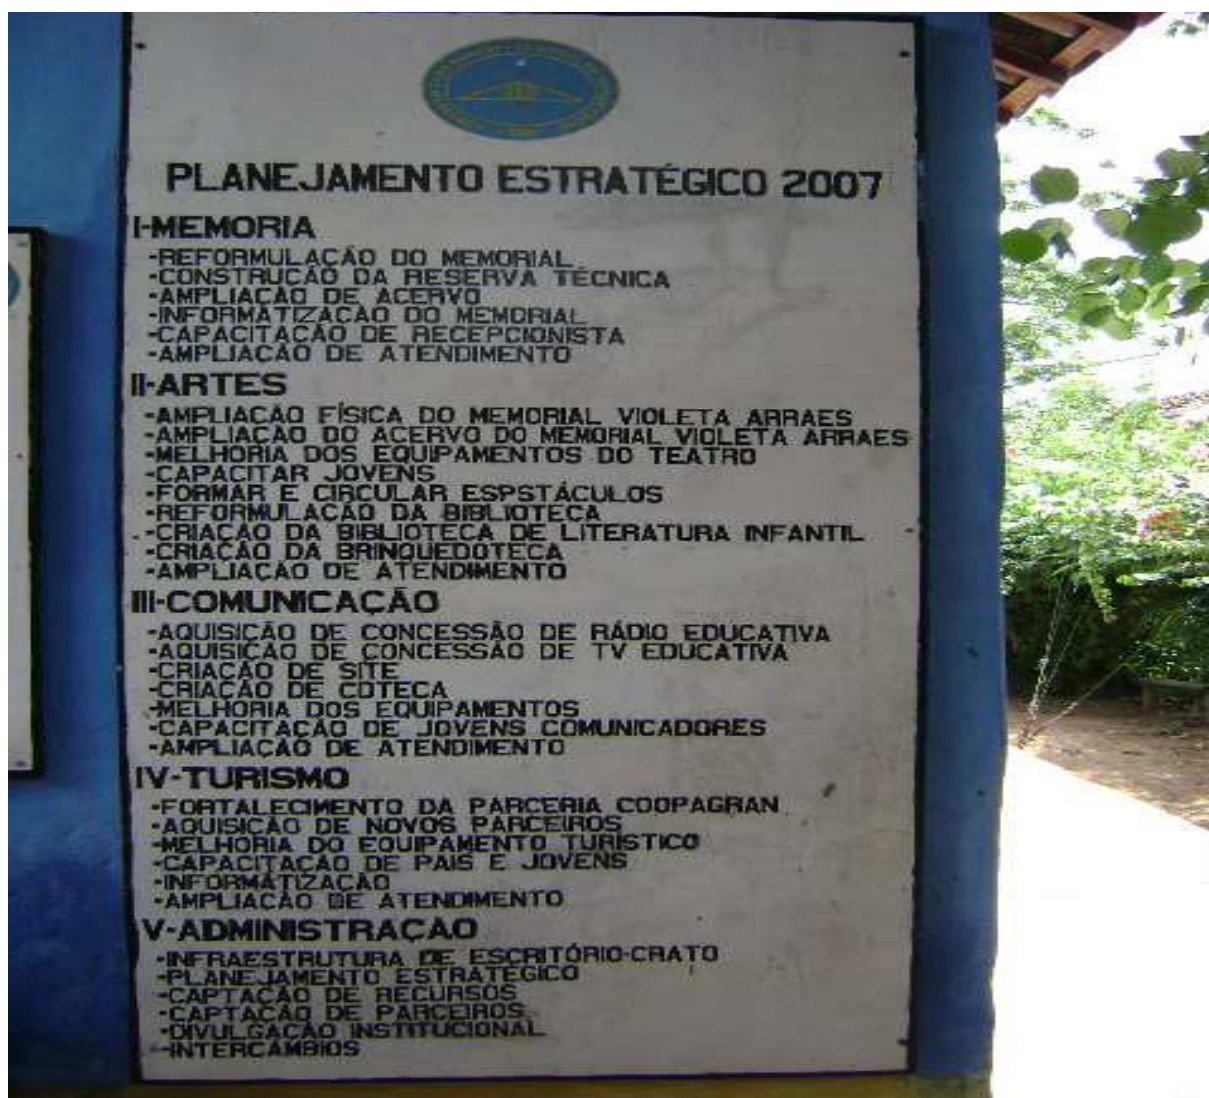 PLANEJAMENTO ESTRATÉGICO 2007
I-MEMORIA
-REFORMULAÇÃO DO MEMORIAL
-CONSTRUÇÃO DA RESERVA TÉCNICA
-AMPLIAÇÃO DE ACERVO
-INFORMATIZAÇÃO DO MEMORIAL
-CAPACITAÇÃO DE RECEPCIONISTA
-AMPLIAÇÃO DE ATENDIMENTO
II-ARTES
-AMPLIAÇÃO FÍSICA DO MEMORIAL VIOLETA ARRAES
-AMPLIAÇÃO DO ACERVO DO MEMORIAL VIOLETA ARRAES
-MELHORIA DOS EQUIPAMENTOS DO TEATRO
-CAPACITAR JOVENS
-FORMAR E CIRCULAR ESPSTÁCULOS
-REFORMULAÇÃO DA BIBLIOTECA
-CRIAÇÃO DA BIBLIOTECA DE LITERATURA INFANTIL
-CRIAÇÃO DA BRINQUEDOTECA
-AMPLIAÇÃO DE ATENDIMENTO
III-COMUNICAÇÃO
-AQUISIÇÃO DE CONCESSÃO DE RÁDIO EDUCATIVA
-AQUISIÇÃO DE CONCESSÃO DE TV EDUCATIVA
-CRIAÇÃO DE SITE
-CRIAÇÃO DE CDTECA
-MELHORIA DOS EQUIPAMENTOS
-CAPACITAÇÃO DE JOVENS COMUNICADORES
-AMPLIAÇÃO DE ATENDIMENTO
IV-TURISMO
-FORTALECIMENTO DA PARCERIA COOPAGRAN
-AQUISIÇÃO DE NOVOS PARCEIROS
-MELHORIA DO EQUIPAMENTO TURÍSTICO
-CAPACITAÇÃO DE PAIS E JOVENS
-INFORMÁTIZAÇÃO
-AMPLIAÇÃO DE ATENDIMENTO
V-ADMINISTRAÇÃO
-INFRAESTRUTURA DE ESCRITÓRIO-CRATO
-PLANEJAMENTO ESTRATÉGICO
-CAPTAÇÃO DE RECURSOS
-CAPTAÇÃO DE PARCEIROS
-DIVULGAÇÃO INSTITUCIONAL
-INTERCÂMBIOS